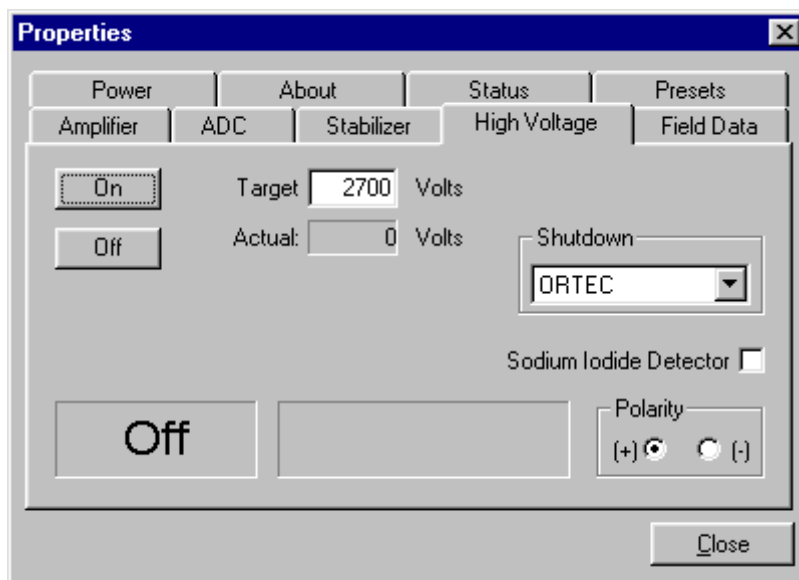 Properties
Power About Status Presets
Amplifier ADC Stabilizer High Voltage Field Data
On Target 2700 Volts
Off Actual: 0 Volts
Shutdown
ORTEC
Sodium Iodide Detector
Off
Polarity
(+) (-)
Close